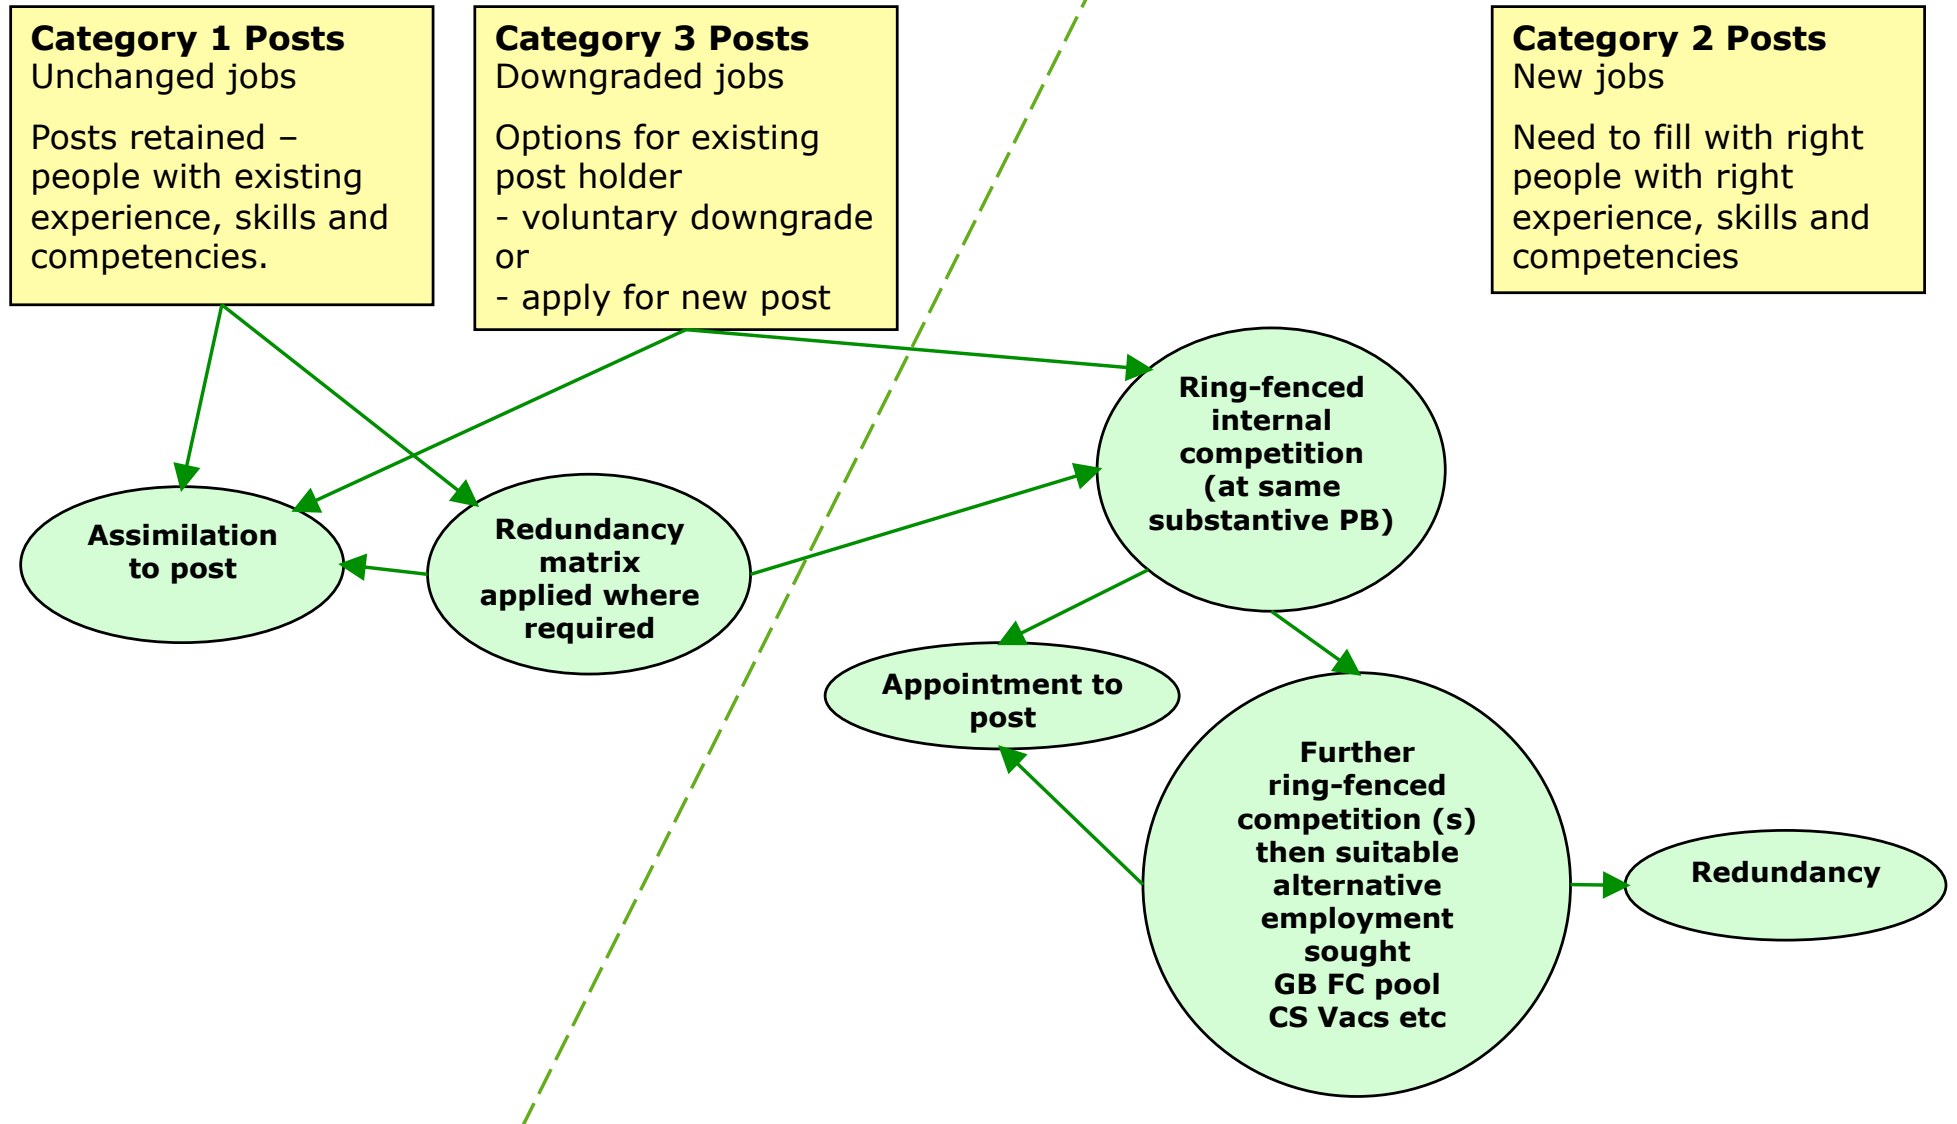 Category 1 Posts
Unchanged jobs
Posts retained –
people with existing
experience, skills and
competencies.
Category 3 Posts
Downgraded jobs
Options for existing
post holder
- voluntary downgrade
or
- apply for new post
Category 2 Posts
New jobs
Need to fill with right
people with right
experience, skills and
competencies
Ring-fenced
internal
competition
(at same
substantive PB)
Assimilation
to post
Redundancy
matrix
applied where
required
Appointment to
post
Further
ring-fenced
competition (s)
then suitable
alternative
employment
sought
GB FC pool
CS Vacs etc
Redundancy